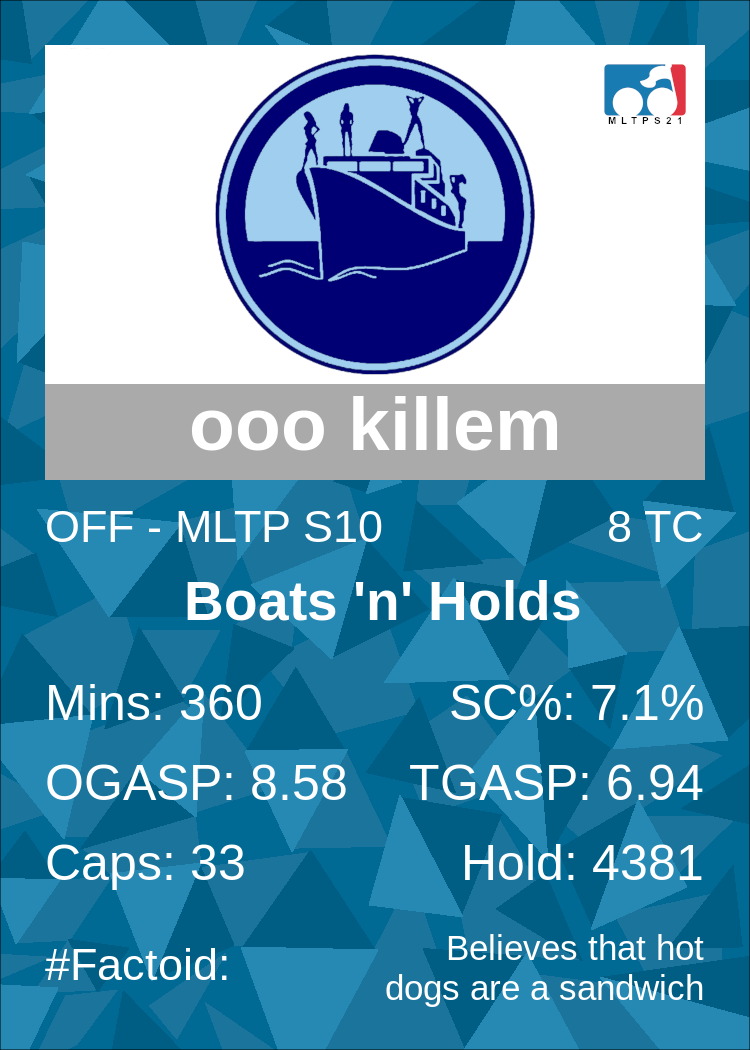 MLTPS21
ooo killem
OFF - MLTP S10 8 TC
Boats 'n' Holds
Mins: 360 SC%: 7.1%
OGASP: 8.58 TGASP: 6.94
Caps: 33 Hold: 4381
#Factoid: Believes that hot
dogs are a sandwich